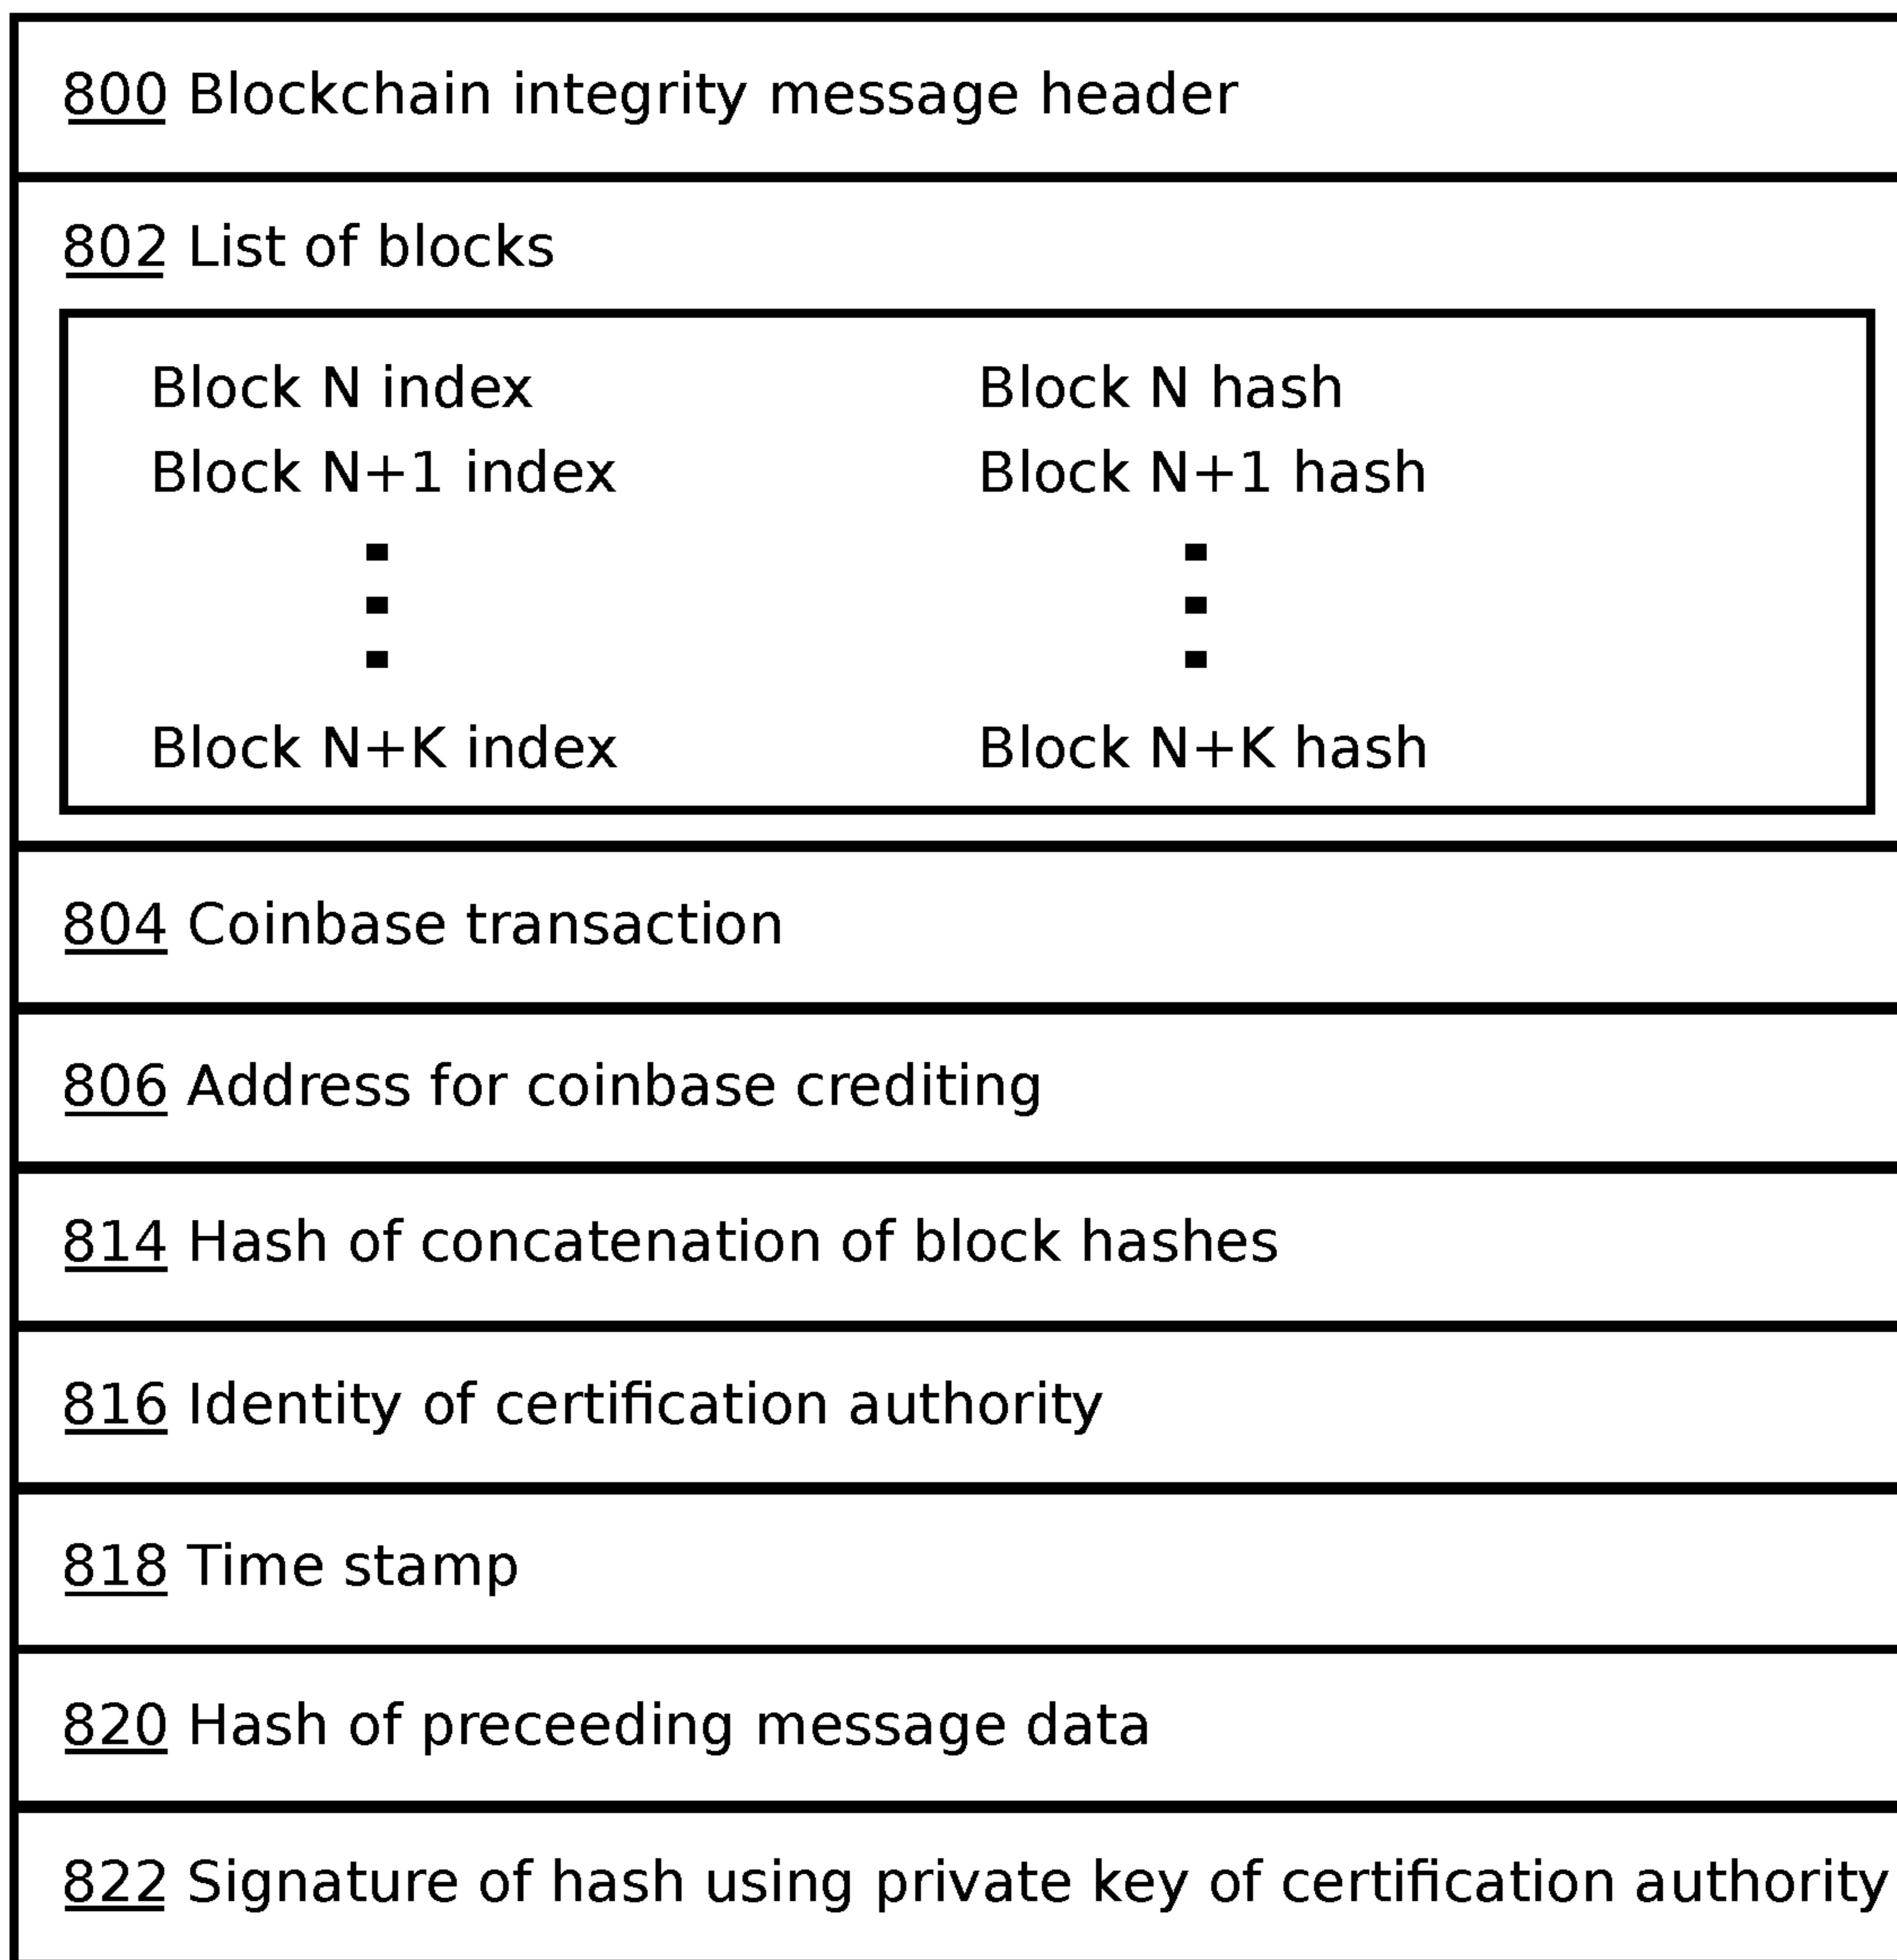 800 Blockchain integrity message header
802 List of blocks
Block N index Block N hash
Block N+1 index Block N+1 hash
Block N+K index Block N+K hash
804 Coinbase transaction
806 Address for coinbase crediting
814 Hash of concatenation of block hashes
816 Identity of certification authority
818 Time stamp
820 Hash of preceeding message data
822 Signature of hash using private key of certification authority